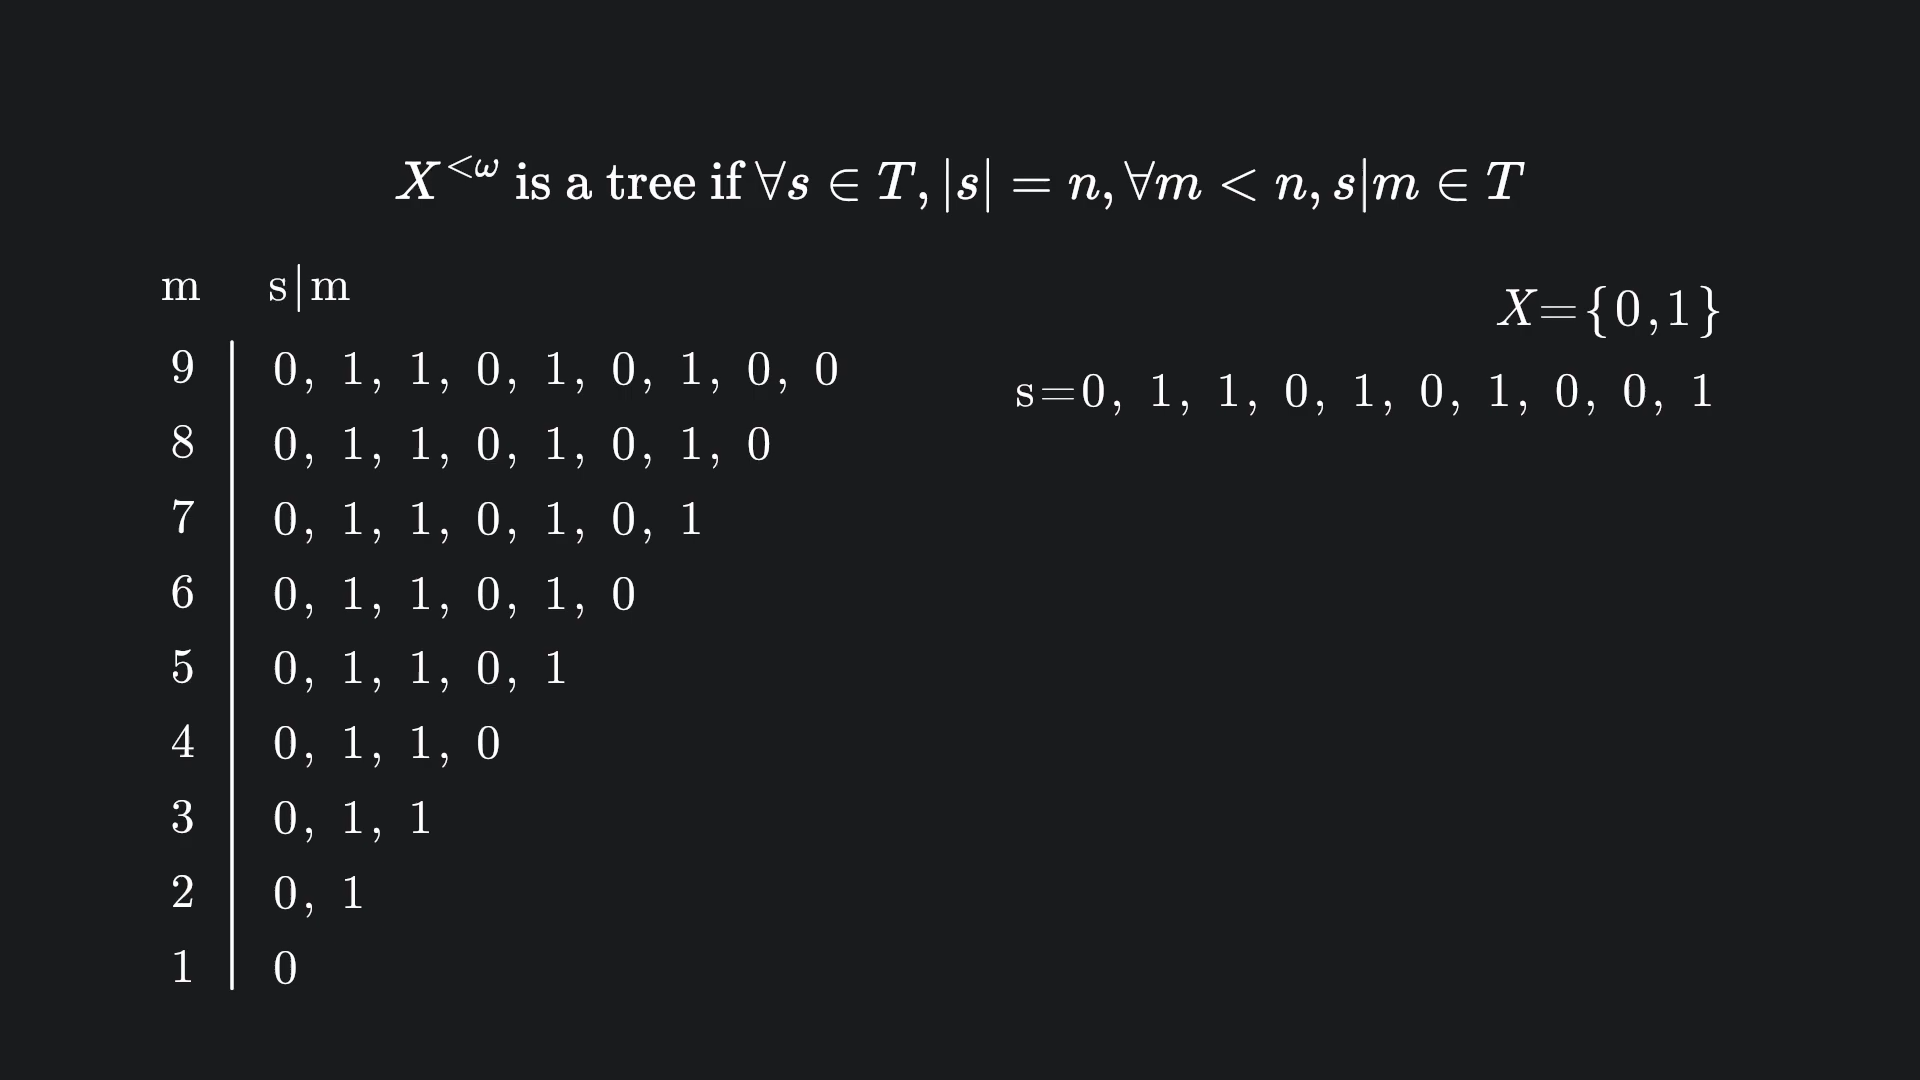 X^{<ω} is a tree if ∀s ∈ T, |s| = n, ∀m < n, s|m ∈ T
m s|m
X={0,1}
9 0, 1, 1, 0, 1, 0, 1, 0, 0
s=0, 1, 1, 0, 1, 0, 1, 0, 0, 1
8 0, 1, 1, 0, 1, 0, 1, 0
7 0, 1, 1, 0, 1, 0, 1
6 0, 1, 1, 0, 1, 0
5 0, 1, 1, 0, 1
4 0, 1, 1, 0
3 0, 1, 1
2 0, 1
1 0